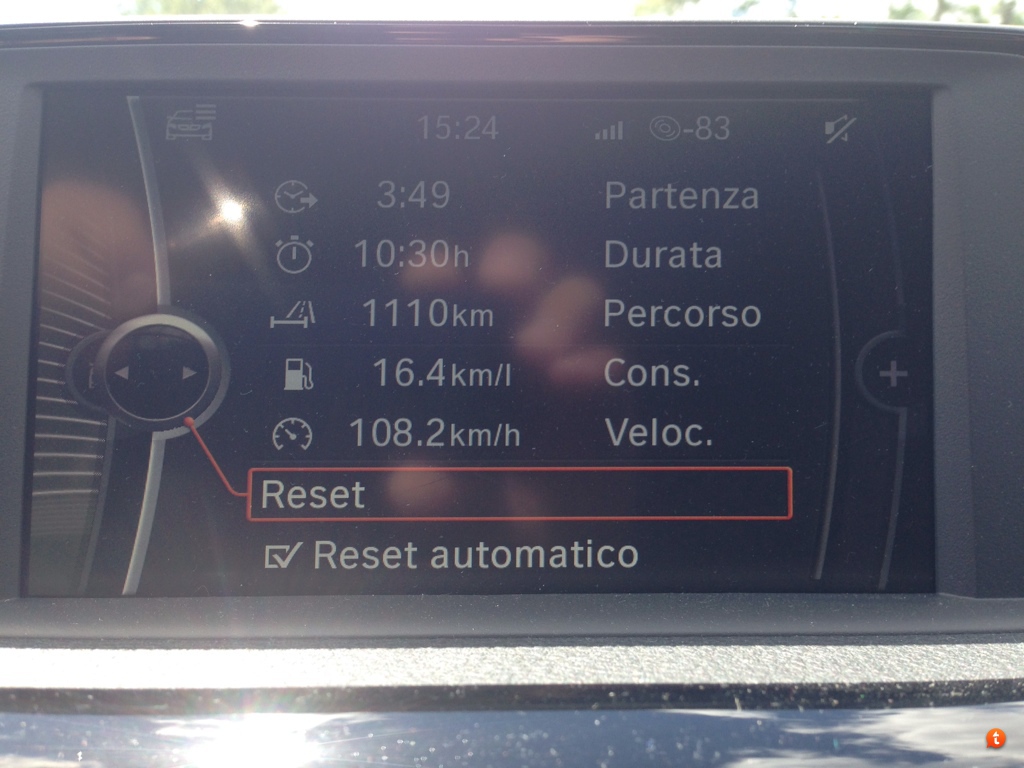 15:24 -83
3:49 Partenza
10:30h Durata
1110km Percorso
16.4km/l Cons.
108.2km/h Veloc.
Reset
Reset automatico
t